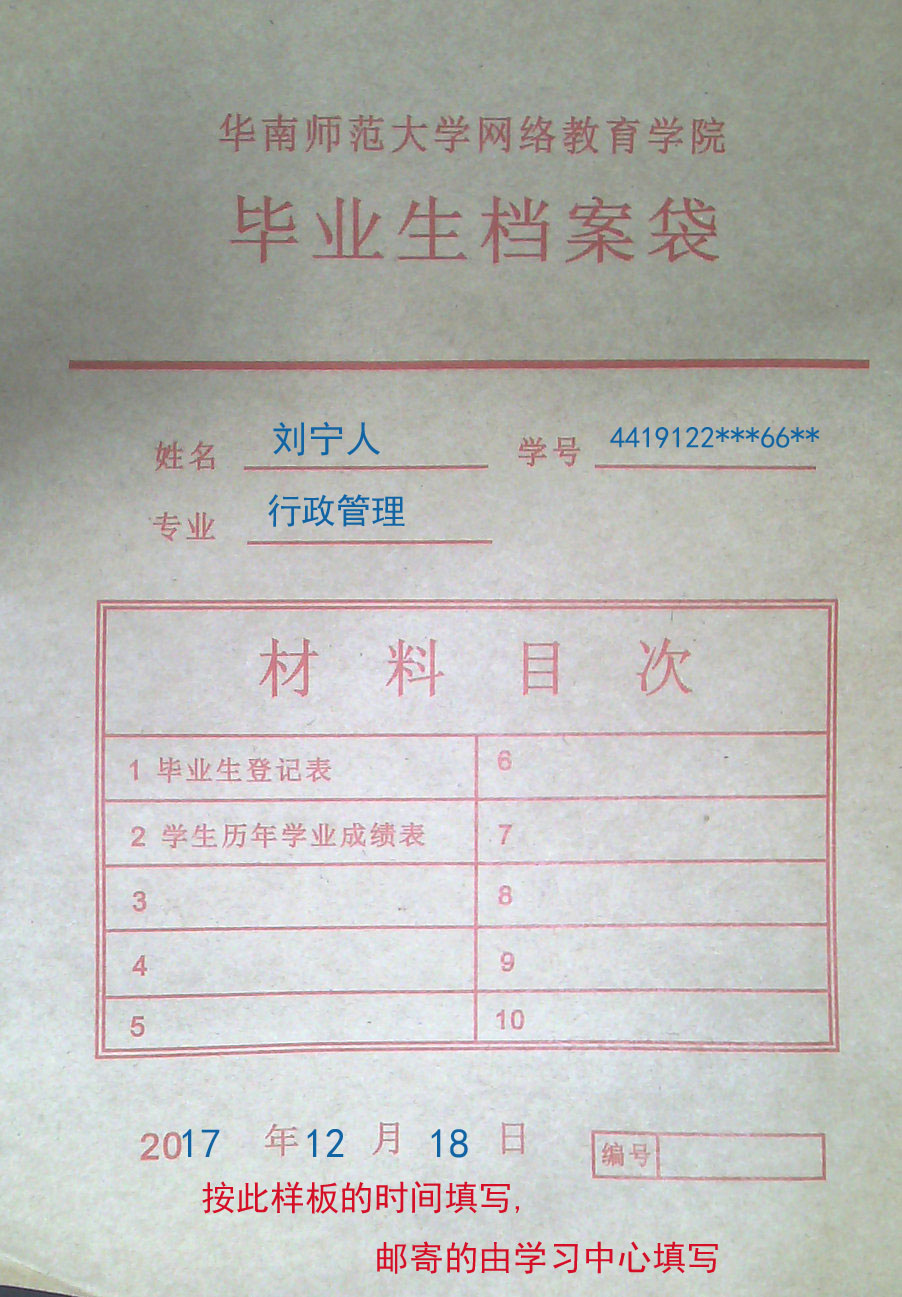 华南师范大学网络教育学院
毕业生档案袋
姓名 刘宁人 学号 4419122***66**
专业 行政管理
材料目次
1 毕业生登记表 6
2 学生历年学业成绩表 7
3 8
4 9
5 10
2017 年 12 月 18 日 编号
按此样板的时间填写,
邮寄的由学习中心填写